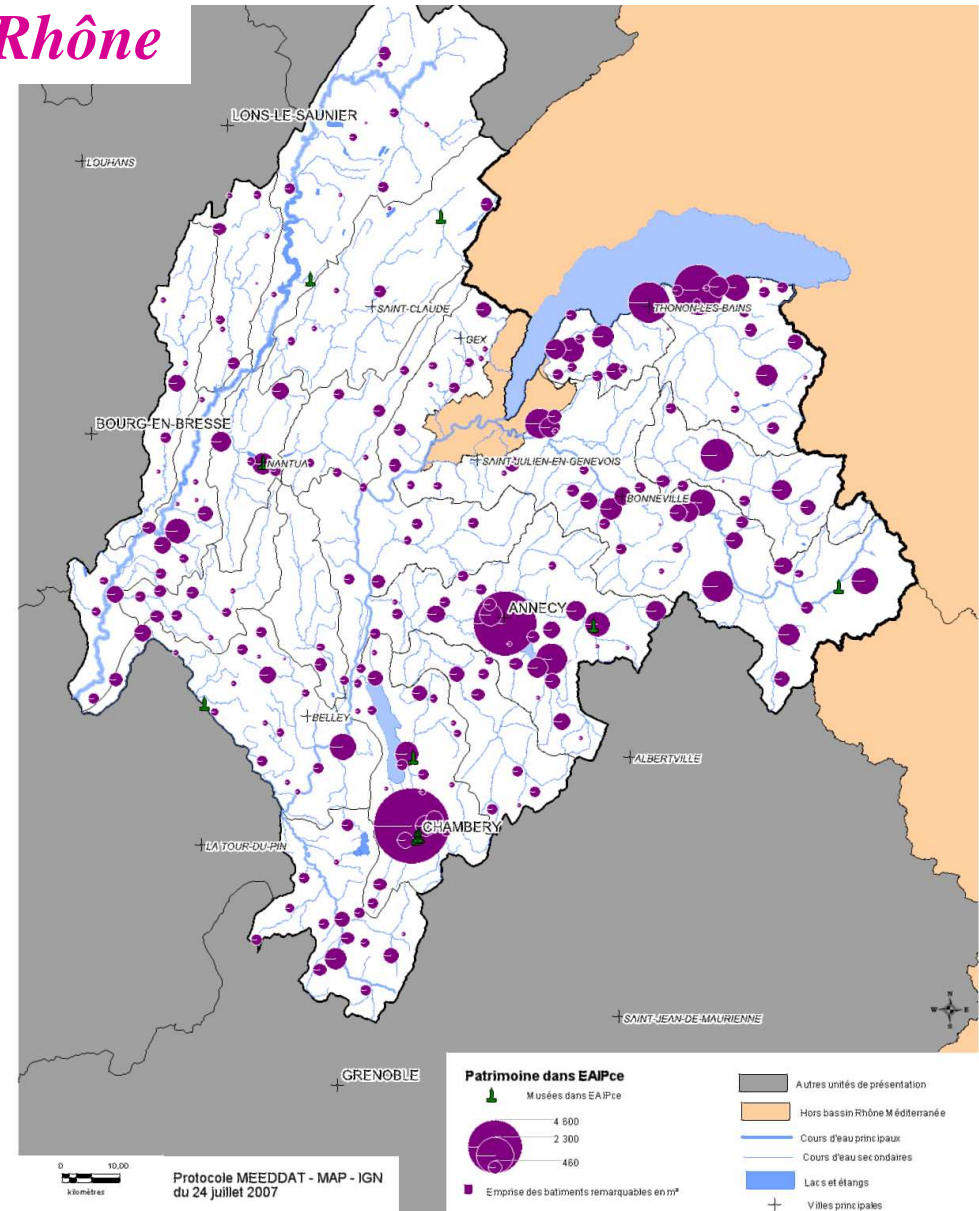 Rhône
LONS-LE-SAUNIER
LOUHANS
SAINT-CLAUDE
THONON-LES-BAINS
GEX
BOURG-EN-BRESSE
NANTUA
SAINT-JULIEN-EN-GENEVOIS
BONNEVILLE
ANNECY
BELLEY
ALBERTVILLE
CHAMBERY
LA TOUR-DU-PIN
SAINT-JEAN-DE-MAURIENNE
N
W E
S
GRENOBLE
Patrimoine dans EAIPce
Musées dans EAIPce
4 600
2 300
460
Emprise des batiments remarquables en m²
Autres unités de présentation
Hors bassin Rhône Méditerranée
Cours d'eau principaux
Cours d'eau secondaires
Lacs et étangs
Villes principales
0 10,00
kilomètres
Protocole MEEDDAT - MAP - IGN
du 24 juillet 2007